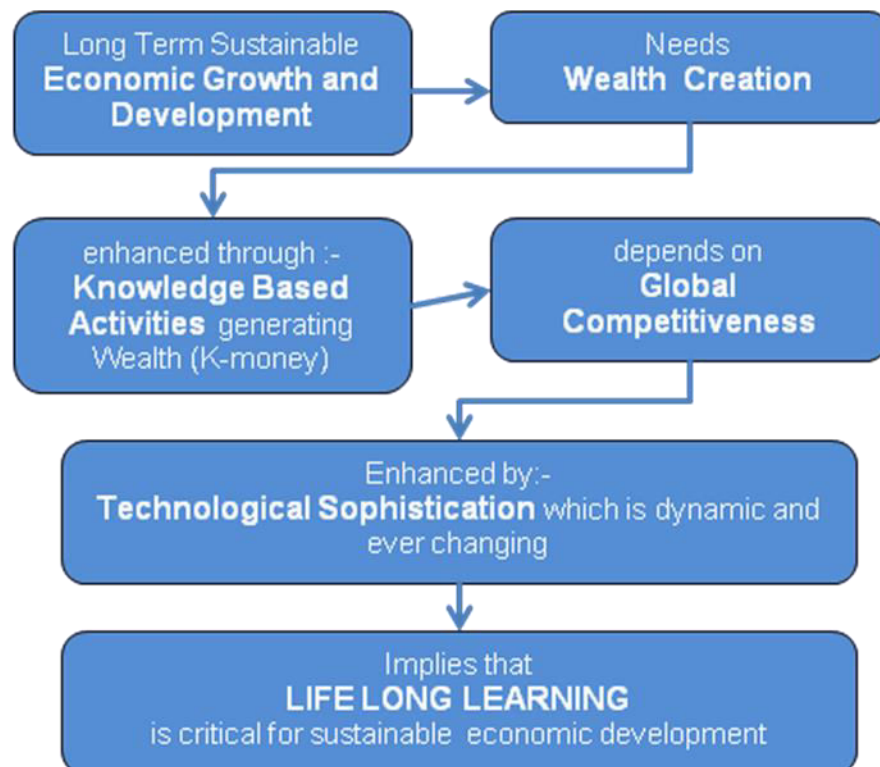 Long Term Sustainable
Economic Growth and
Development
Needs
Wealth Creation
enhanced through :-
Knowledge Based
Activities generating
Wealth (K-money)
depends on
Global
Competitiveness
Enhanced by:-
Technological Sophistication which is dynamic and
ever changing
Implies that
LIFE LONG LEARNING
is critical for sustainable economic development